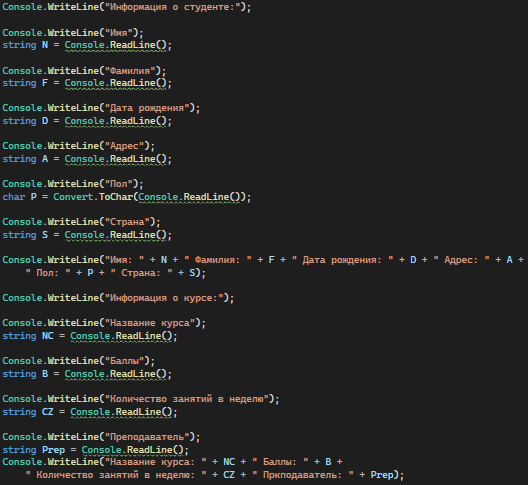 Console.WriteLine("Информация о студенте:");
Console.WriteLine("Имя");
string N = Console.ReadLine();
Console.WriteLine("Фамилия");
string F = Console.ReadLine();
Console.WriteLine("Дата рождения");
string D = Console.ReadLine();
Console.WriteLine("Адрес");
string A = Console.ReadLine();
Console.WriteLine("Пол");
char P = Convert.ToChar(Console.ReadLine());
Console.WriteLine("Страна");
string S = Console.ReadLine();
Console.WriteLine("Имя: " + N + " Фамилия: " + F + " Дата рождения: " + D + " Адрес: " + A +
" Пол: " + P + " Страна: " + S);
Console.WriteLine("Информация о курсе:");
Console.WriteLine("Название курса");
string NC = Console.ReadLine();
Console.WriteLine("Баллы");
string B = Console.ReadLine();
Console.WriteLine("Количество занятий в неделю");
string CZ = Console.ReadLine();
Console.WriteLine("Преподаватель");
string Prep = Console.ReadLine();
Console.WriteLine("Название курса: " + NC + " Баллы: " + B +
" Количество занятий в неделю: " + CZ + " Пркподаватель: " + Prep);